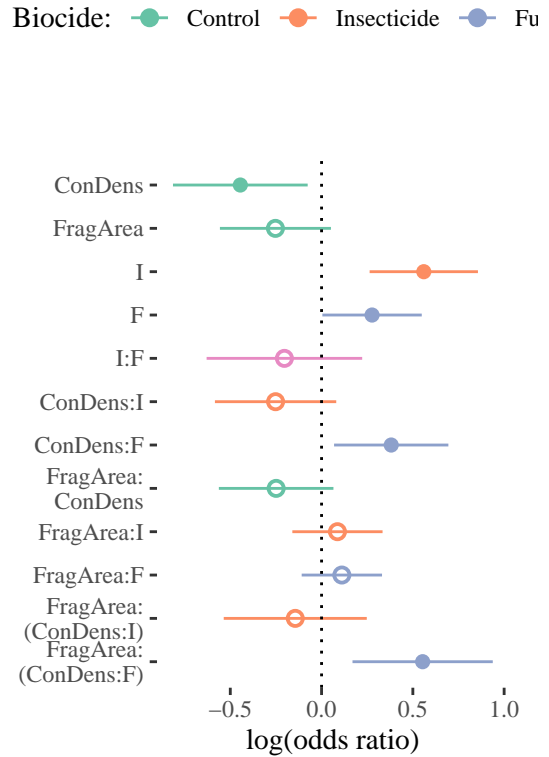 Biocide: Control Insecticide Fu
ConDens
FragArea
I
F
I:F
ConDens:I
ConDens:F
FragArea:
ConDens
FragArea:I
FragArea:F
FragArea:
(ConDens:I)
FragArea:
(ConDens:F)
−0.5 0.0 0.5 1.0
log(odds ratio)